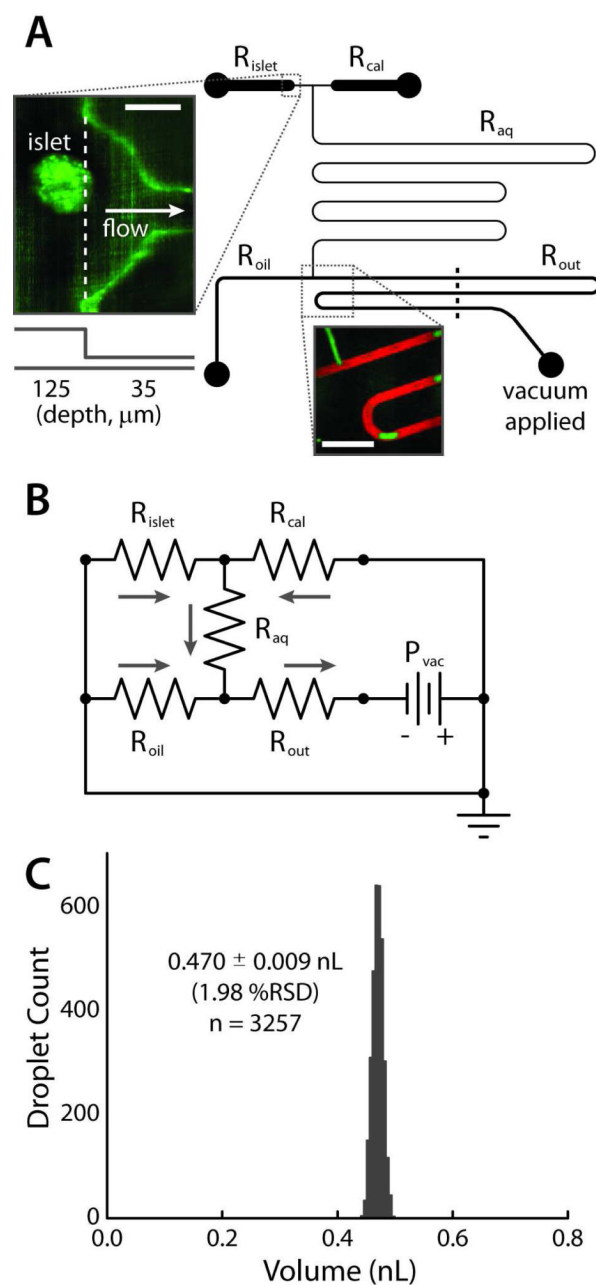 A
R_islet
R_cal
R_aq
islet
flow
R_oil
R_out
125 35
(depth, μm)
vacuum
applied
B
R_islet
R_cal
R_aq
P_vac
- +
R_oil
R_out
C
600
400
200
0
Droplet Count
0.470 ± 0.009 nL
(1.98 %RSD)
n = 3257
0.0 0.2 0.4 0.6 0.8
Volume (nL)